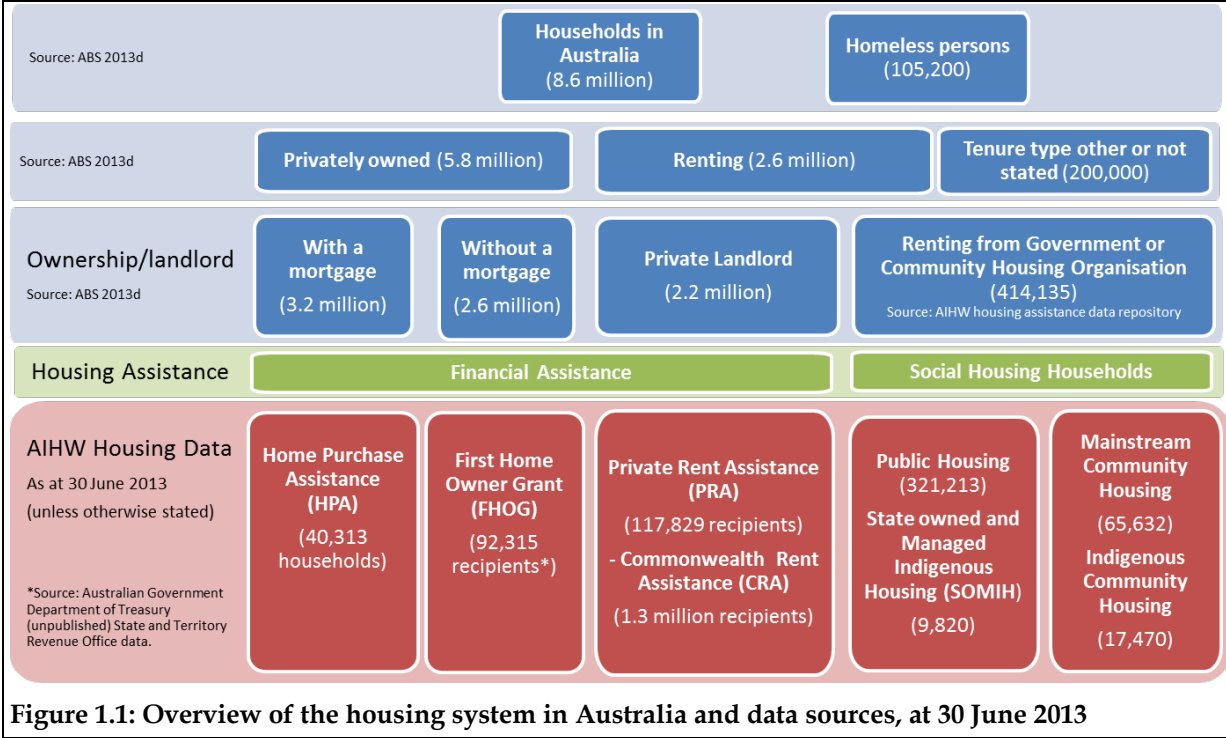 Source: ABS 2013d
Households in
Australia
(8.6 million)
Homeless persons
(105,200)
Source: ABS 2013d
Privately owned (5.8 million)
Renting (2.6 million)
Tenure type other or not
stated (200,000)
Ownership/landlord
Source: ABS 2013d
With a
mortgage
(3.2 million)
Without a
mortgage
(2.6 million)
Private Landlord
(2.2 million)
Renting from Government or
Community Housing Organisation
(414,135)
Source: AIHW housing assistance data repository
Housing Assistance
Financial Assistance
Social Housing Households
AIHW Housing Data
As at 30 June 2013
(unless otherwise stated)
*Source: Australian Government
Department of Treasury
(unpublished) State and Territory
Revenue Office data.
Home Purchase
Assistance
(HPA)
(40,313
households)
First Home
Owner Grant
(FHOG)
(92,315
recipients*)
Private Rent Assistance
(PRA)
(117,829 recipients)
- Commonwealth Rent
Assistance (CRA)
(1.3 million recipients)
Public Housing
(321,213)
State owned and
Managed
Indigenous
Housing (SOMIH)
(9,820)
Mainstream
Community
Housing
(65,632)
Indigenous
Community
Housing
(17,470)
Figure 1.1: Overview of the housing system in Australia and data sources, at 30 June 2013